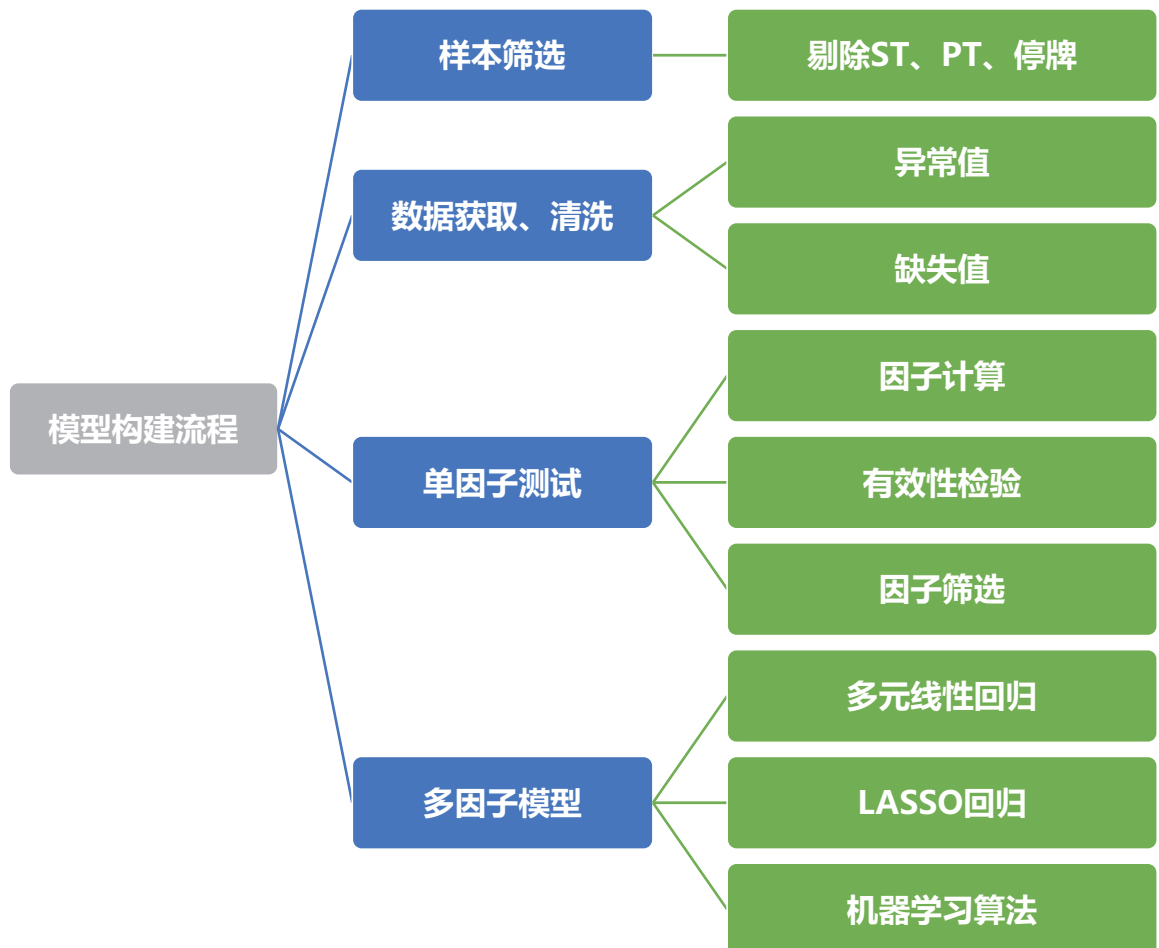 模型构建流程
样本筛选
剔除ST、PT、停牌
数据获取、清洗
异常值
缺失值
单因子测试
因子计算
有效性检验
因子筛选
多因子模型
多元线性回归
LASSO回归
机器学习算法